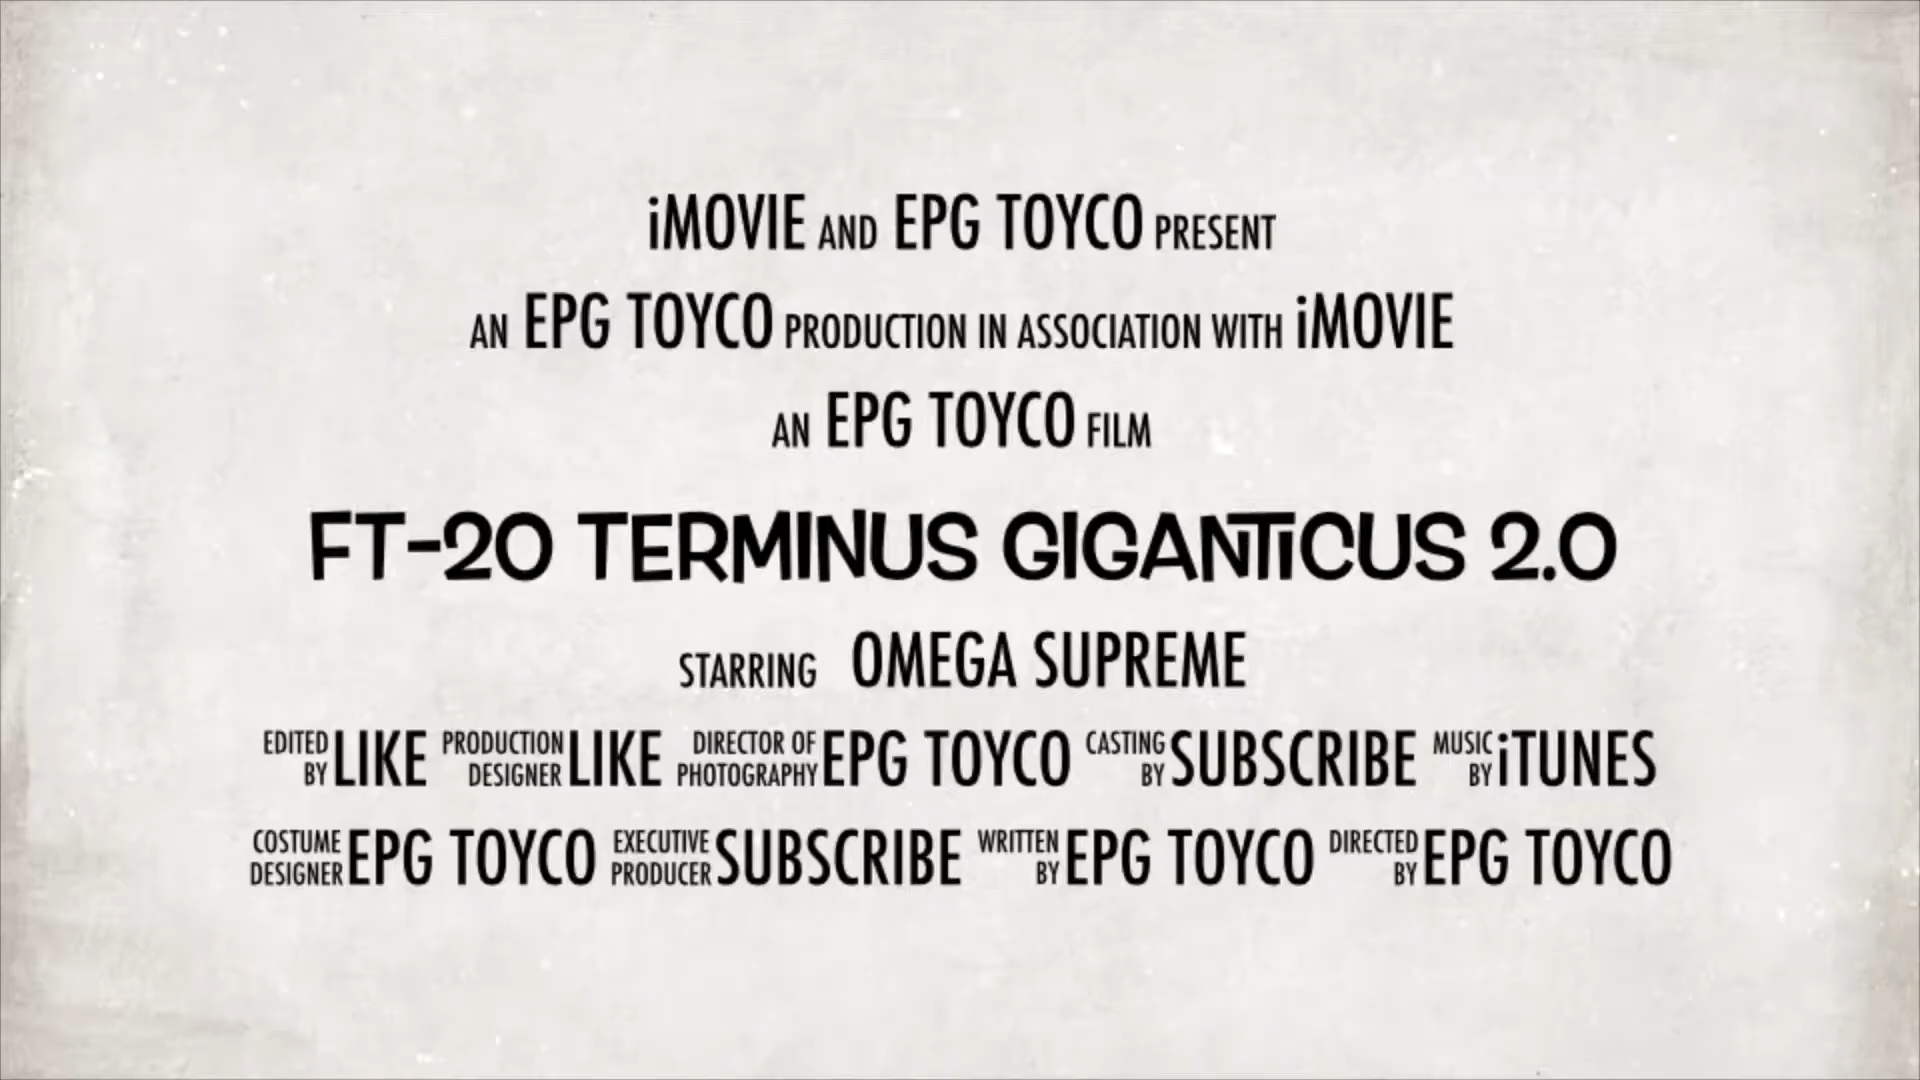 iMOVIE AND EPG TOYCO PRESENT
AN EPG TOYCO PRODUCTION IN ASSOCIATION WITH iMOVIE
AN EPG TOYCO FILM
FT-20 TERMINUS GIGANTICUS 2.0
STARRING OMEGA SUPREME
EDITED BY LIKE PRODUCTION DESIGNER LIKE DIRECTOR OF PHOTOGRAPHY EPG TOYCO CASTING BY SUBSCRIBE MUSIC BY iTUNES
COSTUME DESIGNER EPG TOYCO EXECUTIVE PRODUCER SUBSCRIBE WRITTEN BY EPG TOYCO DIRECTED BY EPG TOYCO